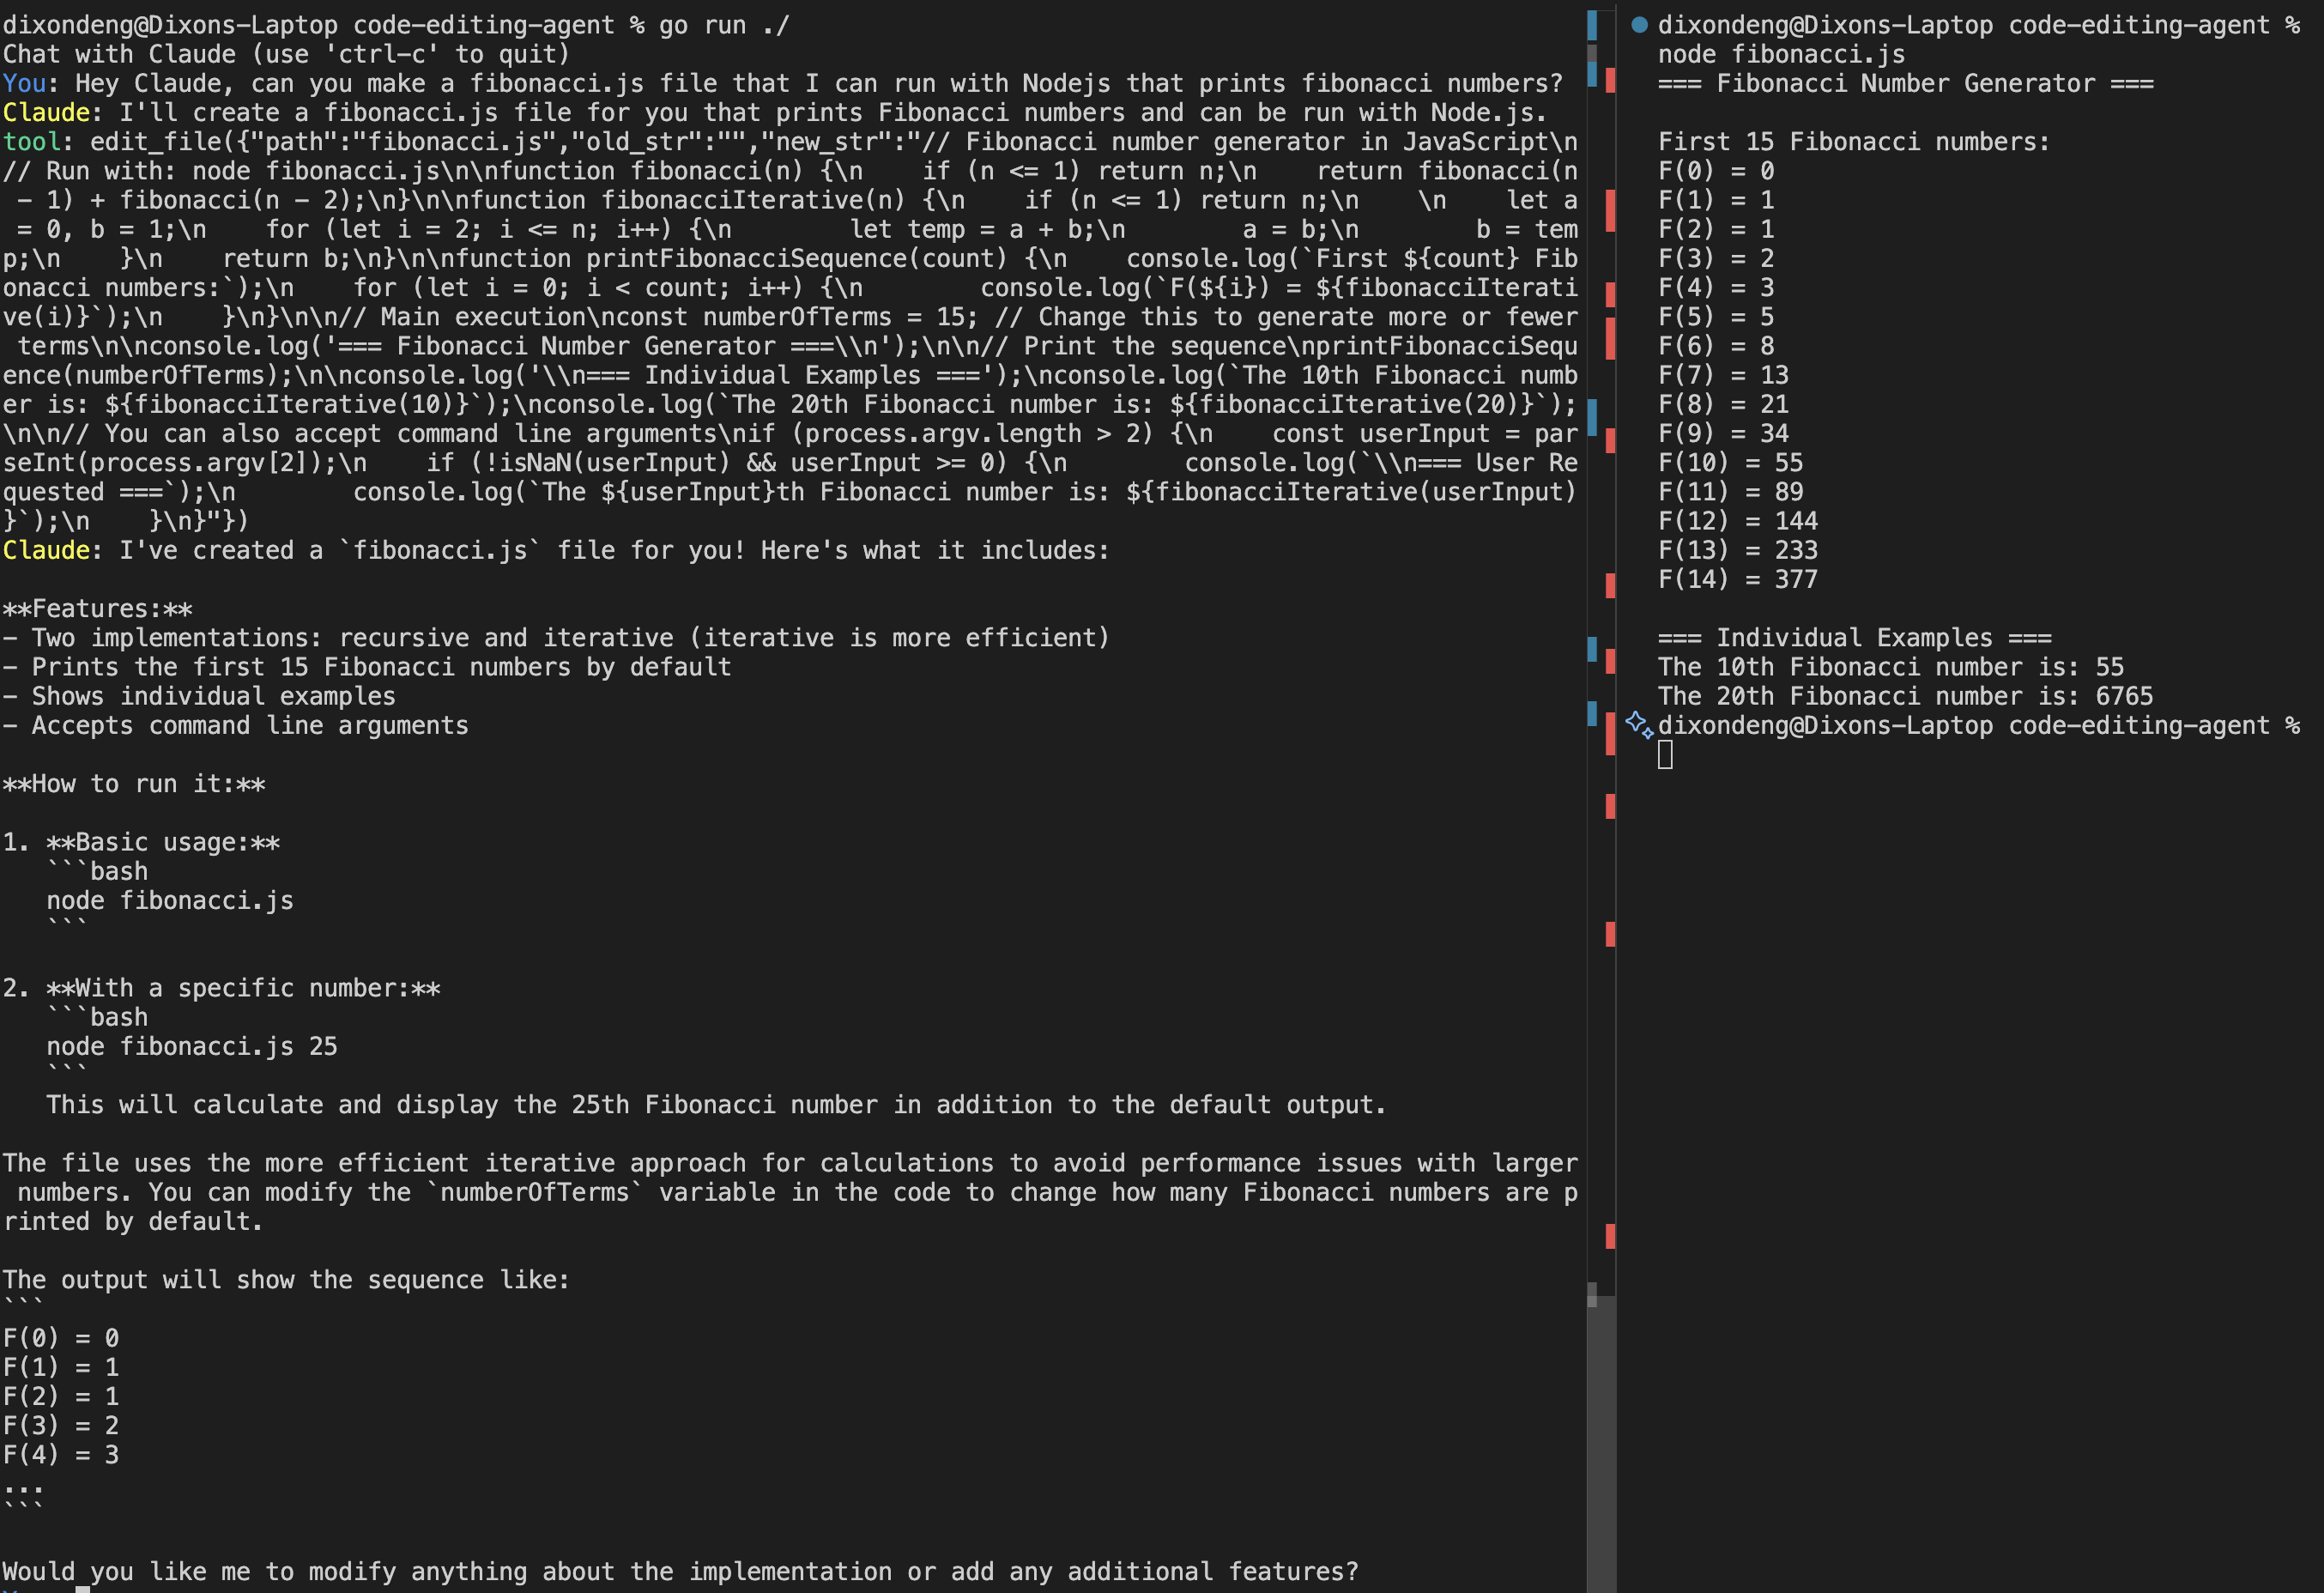 dixondeng@Dixons-Laptop code-editing-agent % go run ./
Chat with Claude (use 'ctrl-c' to quit)
You: Hey Claude, can you make a fibonacci.js file that I can run with Nodejs that prints fibonacci numbers?
Claude: I'll create a fibonacci.js file for you that prints Fibonacci numbers and can be run with Node.js.
tool: edit_file({"path":"fibonacci.js","old_str":"","new_str":"// Fibonacci number generator in JavaScript\n
// Run with: node fibonacci.js\n\nfunction fibonacci(n) {\n    if (n <= 1) return n;\n    return fibonacci(n
 - 1) + fibonacci(n - 2);\n}\n\nfunction fibonacciIterative(n) {\n    if (n <= 1) return n;\n    \n    let a
 = 0, b = 1;\n    for (let i = 2; i <= n; i++) {\n        let temp = a + b;\n        a = b;\n        b = tem
p;\n    }\n    return b;\n}\n\nfunction printFibonacciSequence(count) {\n    console.log(`First ${count} Fib
onacci numbers:`);\n    for (let i = 0; i < count; i++) {\n        console.log(`F(${i}) = ${fibonacciIterati
ve(i)}`);\n    }\n}\n\n// Main execution\nconst numberOfTerms = 15; // Change this to generate more or fewer
 terms\n\nconsole.log('=== Fibonacci Number Generator ===\\n');\n\n// Print the sequence\nprintFibonacciSequ
ence(numberOfTerms);\n\nconsole.log('\\n=== Individual Examples ===');\nconsole.log(`The 10th Fibonacci numb
er is: ${fibonacciIterative(10)}`);\nconsole.log(`The 20th Fibonacci number is: ${fibonacciIterative(20)}`);
\n\n// You can also accept command line arguments\nif (process.argv.length > 2) {\n    const userInput = par
seInt(process.argv[2]);\n    if (!isNaN(userInput) && userInput >= 0) {\n        console.log(`\\n=== User Re
quested ===`);\n        console.log(`The ${userInput}th Fibonacci number is: ${fibonacciIterative(userInput)
}`);\n    }\n}"})
Claude: I've created a `fibonacci.js` file for you! Here's what it includes:
**Features:**
- Two implementations: recursive and iterative (iterative is more efficient)
- Prints the first 15 Fibonacci numbers by default
- Shows individual examples
- Accepts command line arguments
**How to run it:**
1. **Basic usage:**
   ```bash
   node fibonacci.js
   ```
2. **With a specific number:**
   ```bash
   node fibonacci.js 25
   ```
   This will calculate and display the 25th Fibonacci number in addition to the default output.
The file uses the more efficient iterative approach for calculations to avoid performance issues with larger
 numbers. You can modify the `numberOfTerms` variable in the code to change how many Fibonacci numbers are p
rinted by default.
The output will show the sequence like:
```
F(0) = 0
F(1) = 1
F(2) = 1
F(3) = 2
F(4) = 3
...
```
Would you like me to modify anything about the implementation or add any additional features?
dixondeng@Dixons-Laptop code-editing-agent %
node fibonacci.js
=== Fibonacci Number Generator ===
First 15 Fibonacci numbers:
F(0) = 0
F(1) = 1
F(2) = 1
F(3) = 2
F(4) = 3
F(5) = 5
F(6) = 8
F(7) = 13
F(8) = 21
F(9) = 34
F(10) = 55
F(11) = 89
F(12) = 144
F(13) = 233
F(14) = 377
=== Individual Examples ===
The 10th Fibonacci number is: 55
The 20th Fibonacci number is: 6765
dixondeng@Dixons-Laptop code-editing-agent %